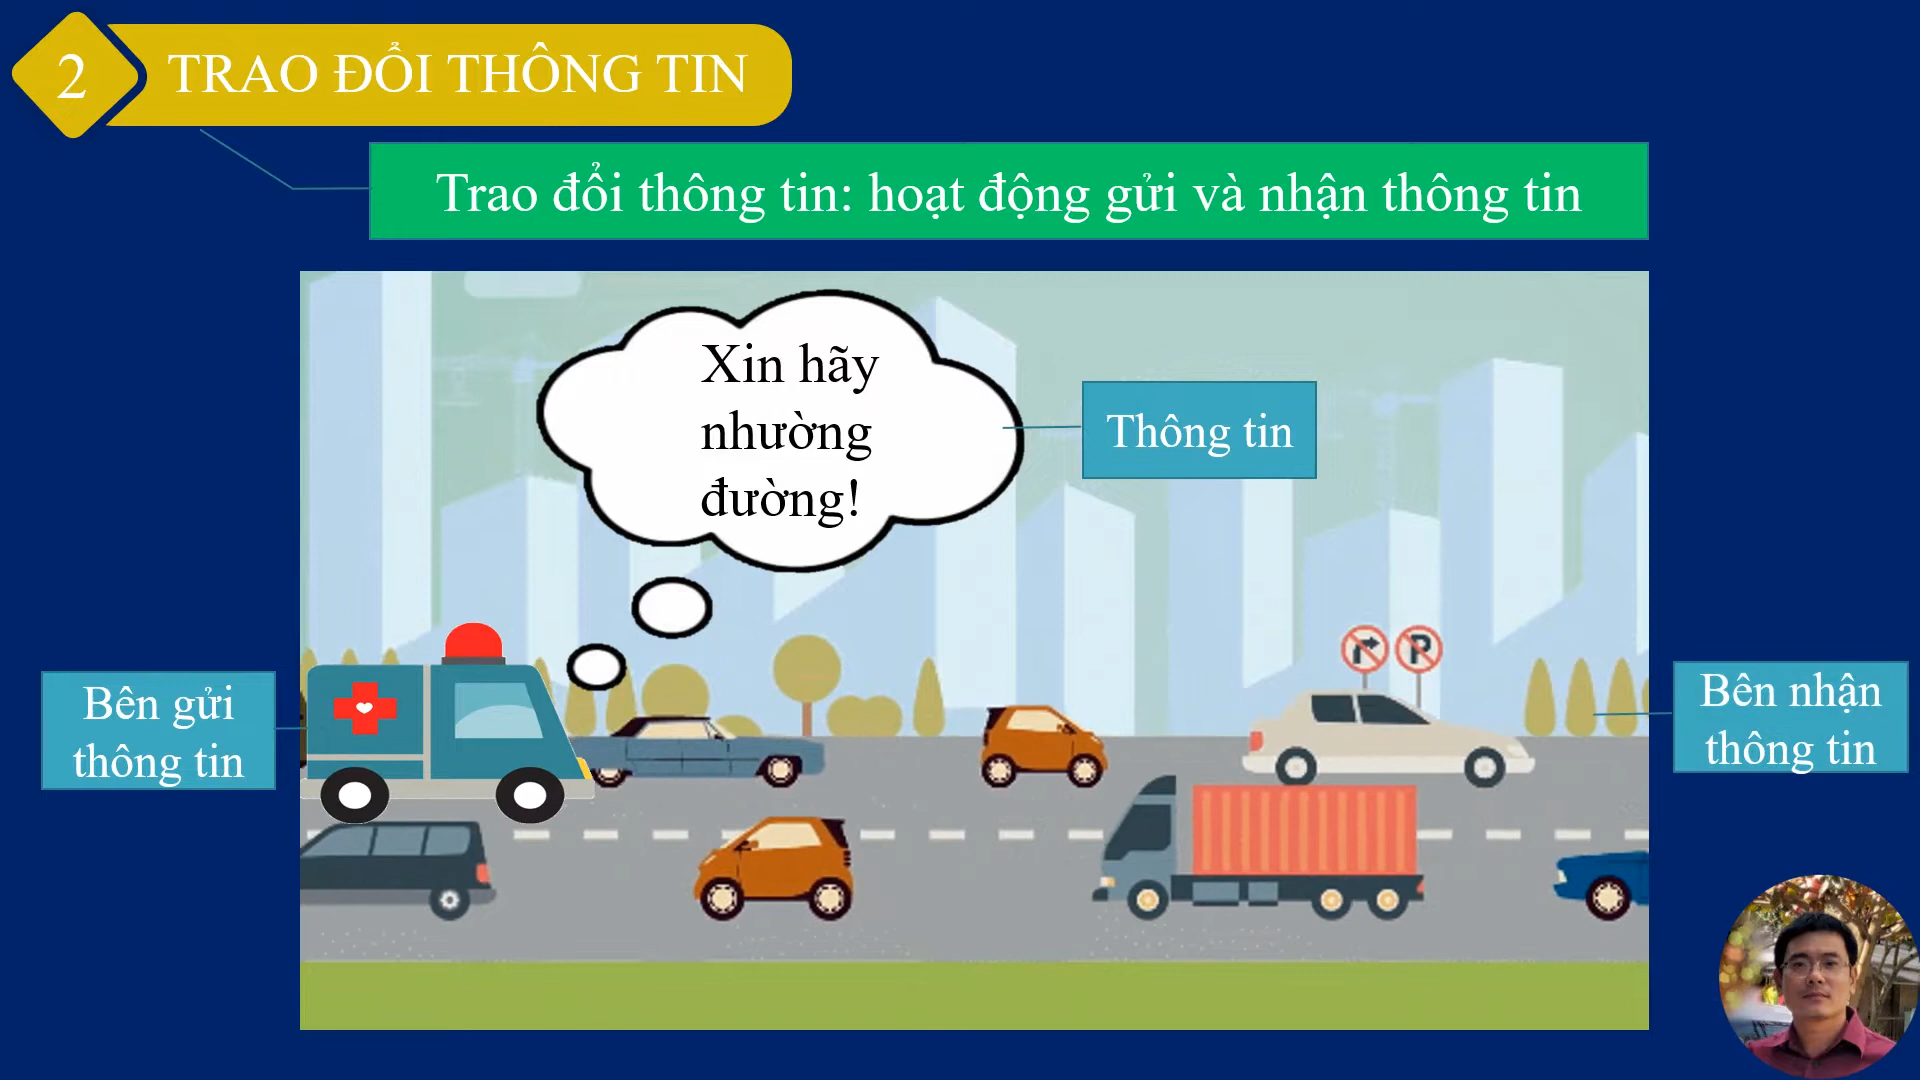 2
TRAO ĐỔI THÔNG TIN
Trao đổi thông tin: hoạt động gửi và nhận thông tin
Xin hãy
nhường
đường!
Thông tin
P
Bên gửi
thông tin
Bên nhận
thông tin